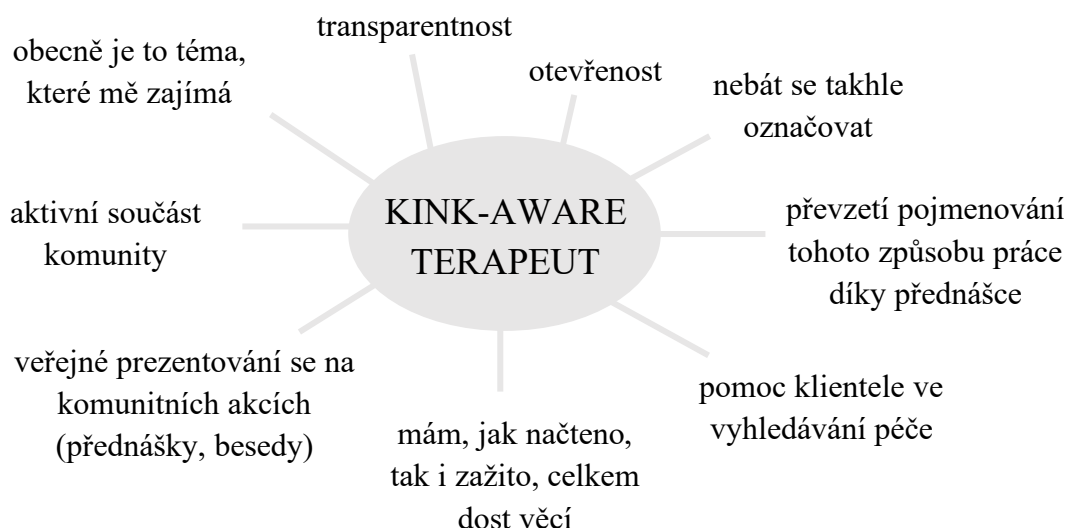 transparentnost
obecně je to téma,
které mě zajímá
otevřenost
nebát se takhle
označovat
aktivní součást
komunity
KINK-AWARE
TERAPEUT
převzetí pojmenování
tohoto způsobu práce
díky přednášce
veřejné prezentování se na
komunitních akcích
(přednášky, besedy)
mám, jak načteno,
tak i zažito, celkem
dost věcí
pomoc klientele ve
vyhledávání péče